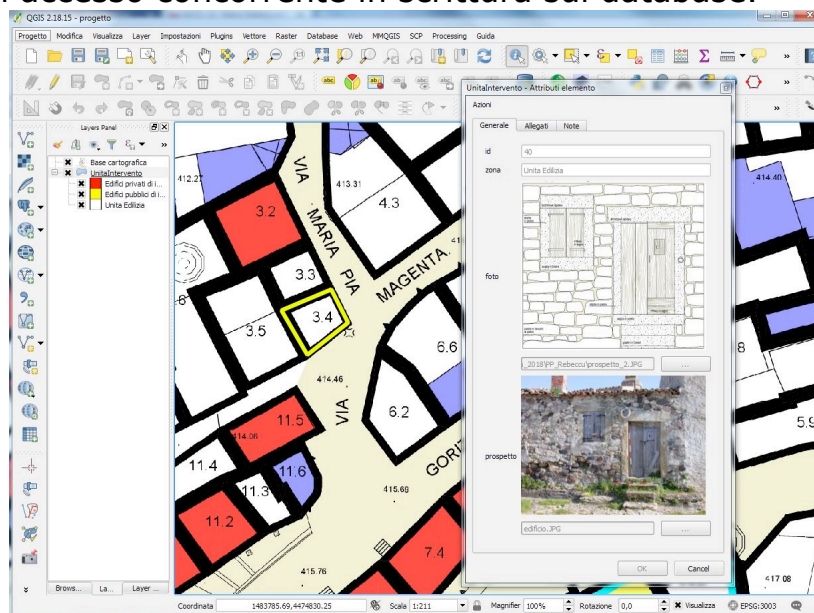 l'accesso concorrente in scrittura sul database.
QGIS 2.18.15 - progetto
Progetto Modifica Visualizza Layer Impostazioni Plugins Vettore Raster Database Web MMQGIS SCP Processing Guida
UnitaIntervento - Attributi elemento
Azioni
Generale Allegati Note
id 40
zona Unita Edilizia
foto
_2018\PP_Rebeccu\prospetto_2.JPG ...
prospetto
edificio.JPG ...
OK Cancel
Layers Panel
Base cartografica
UnitaIntervento
Edifici privati di i...
Edifici pubblici di i...
Unita Edilizia
412.27
VIA MARIA PIA
413.31
4.3
3.2
3.3
MAGENTA
3.4
3.5
6.6
414.46
VIA
6.2
11.5
414.06
11.4
11.6
11.3
GORIT
415.68
11.2
7.4
415.76
414.40
8
5.9
417 08
Brows... La... Layer ...
Coordinata 1483785.69,4474830.25 Scala 1:211 Magnifier 100% Rotazione 0,0 Visualizza EPSG:3003